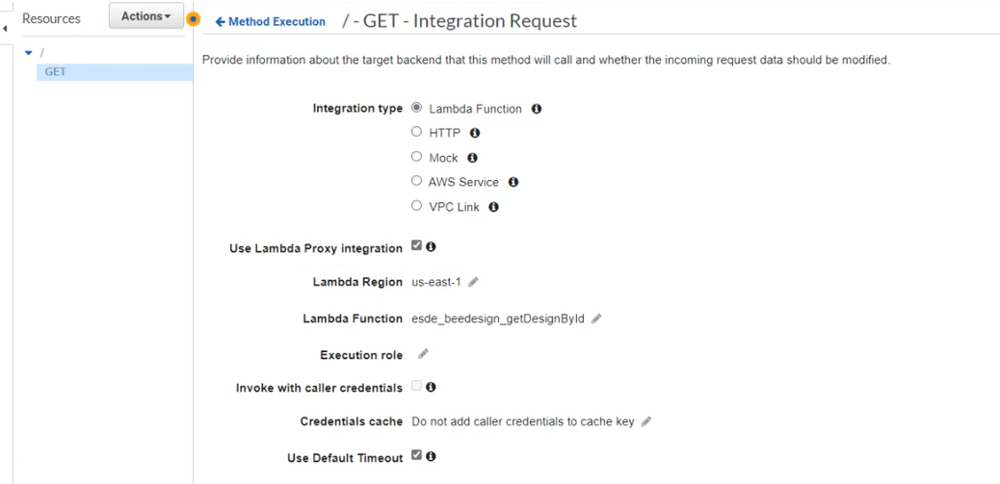 Resources
Actions
Method Execution / - GET - Integration Request
/
GET
Provide information about the target backend that this method will call and whether the incoming request data should be modified.
Integration type Lambda Function
HTTP
Mock
AWS Service
VPC Link
Use Lambda Proxy integration
Lambda Region us-east-1
Lambda Function esde_beedesign_getDesignById
Execution role
Invoke with caller credentials
Credentials cache Do not add caller credentials to cache key
Use Default Timeout